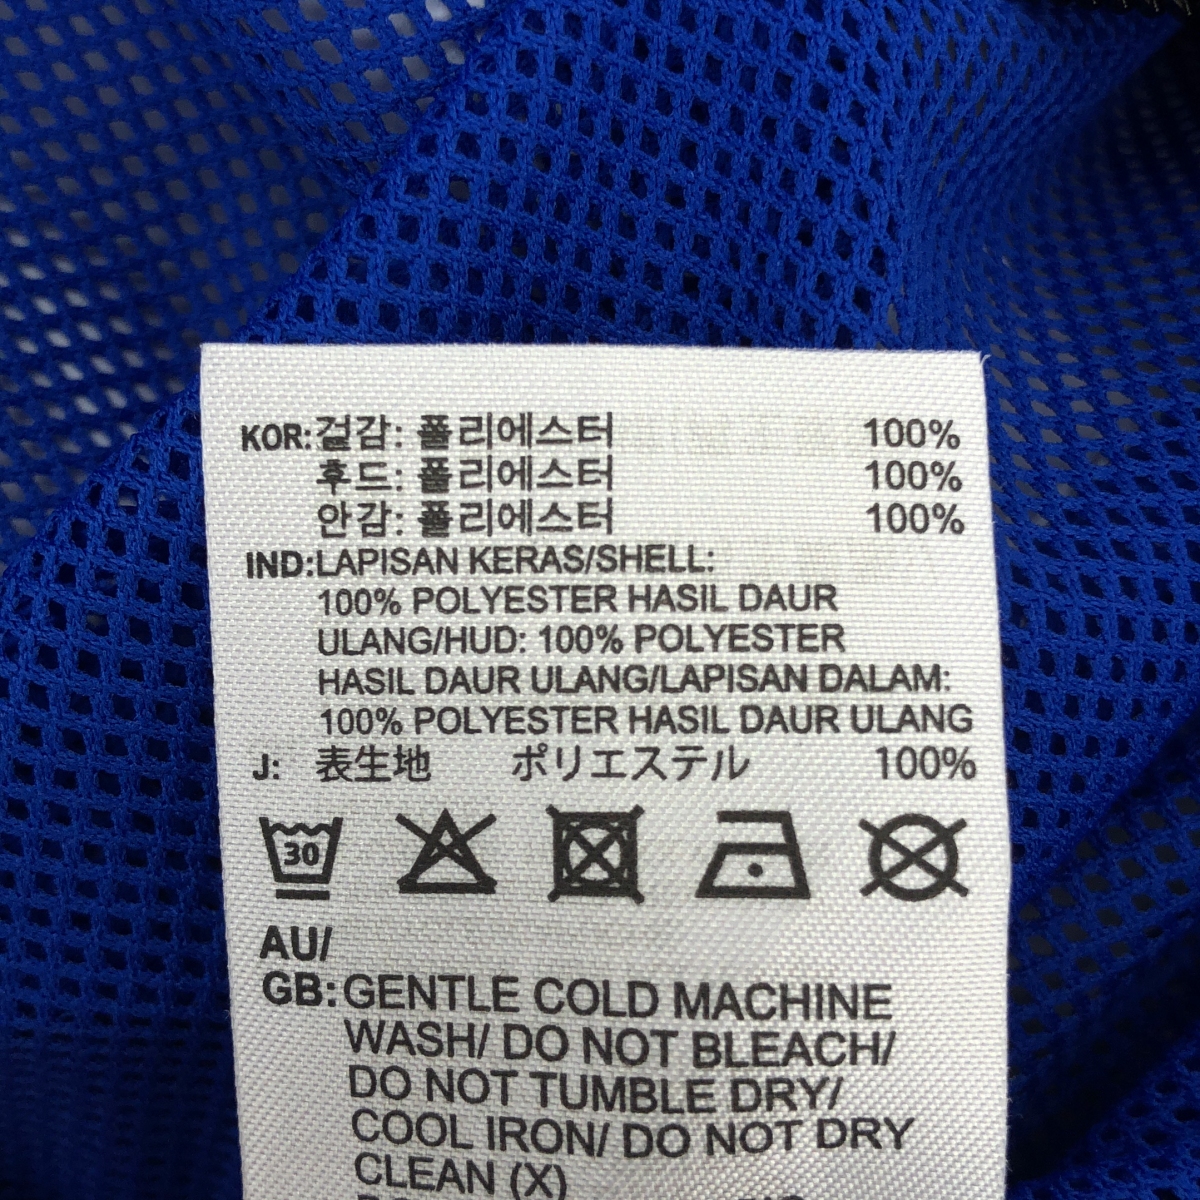 KOR: 겉감: 폴리에스터 100%
후드: 폴리에스터 100%
안감: 폴리에스터 100%
IND: LAPISAN KERAS/SHELL:
100% POLYESTER HASIL DAUR
ULANG/HUD: 100% POLYESTER
HASIL DAUR ULANG/LAPISAN DALAM:
100% POLYESTER HASIL DAUR ULANG
J: 表生地 ポリエステル 100%
30
AU/
GB: GENTLE COLD MACHINE
WASH/ DO NOT BLEACH/
DO NOT TUMBLE DRY/
COOL IRON/ DO NOT DRY
CLEAN (X)